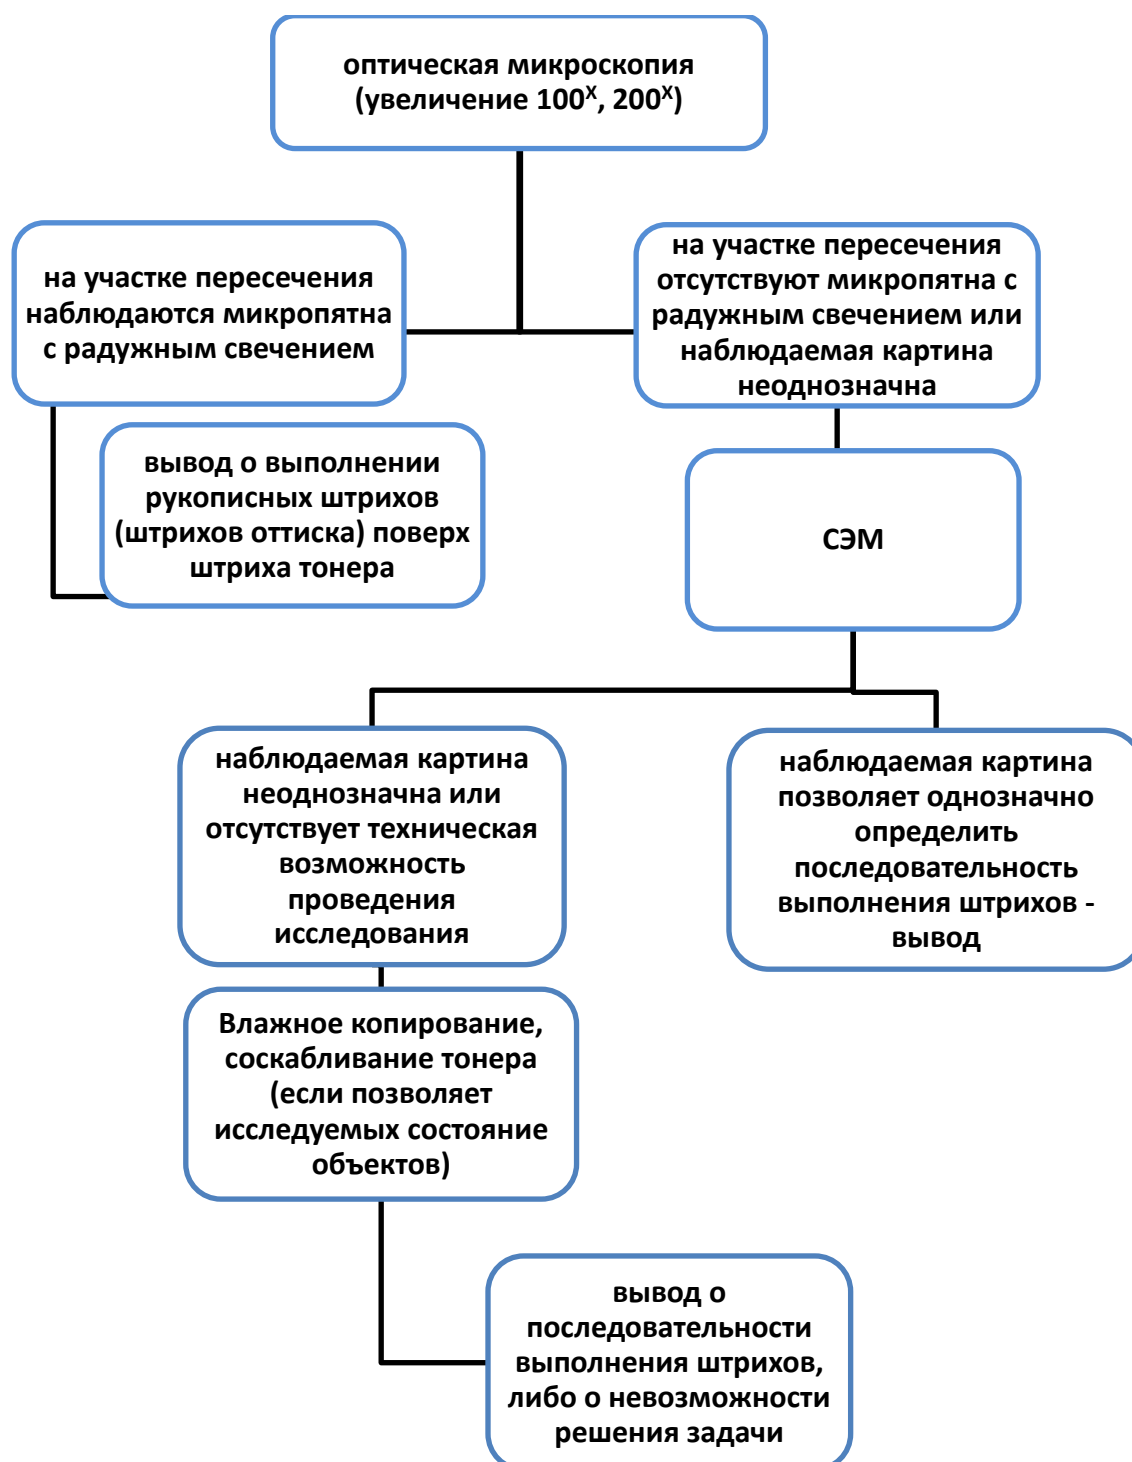 оптическая микроскопия
(увеличение 100ˣ, 200ˣ)
на участке пересечения
наблюдаются микропятна
с радужным свечением
на участке пересечения
отсутствуют микропятна с
радужным свечением или
наблюдаемая картина
неоднозначна
вывод о выполнении
рукописных штрихов
(штрихов оттиска) поверх
штриха тонера
СЭМ
наблюдаемая картина
неоднозначна или
отсутствует техническая
возможность
проведения
исследования
наблюдаемая картина
позволяет однозначно
определить
последовательность
выполнения штрихов -
вывод
Влажное копирование,
соскабливание тонера
(если позволяет
исследуемых состояние
объектов)
вывод о
последовательности
выполнения штрихов,
либо о невозможности
решения задачи